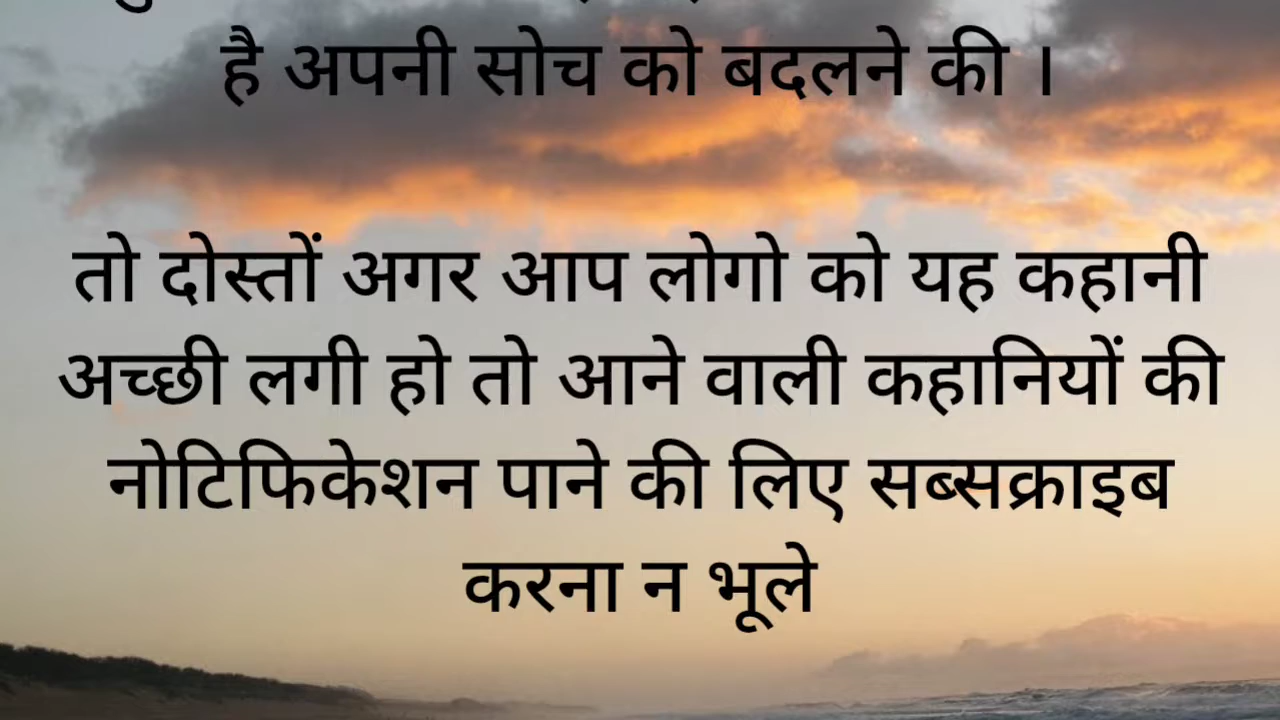 है अपनी सोच को बदलने की ।
तो दोस्तों अगर आप लोगो को यह कहानी
अच्छी लगी हो तो आने वाली कहानियों की
नोटिफिकेशन पाने की लिए सब्सक्राइब
करना न भूले